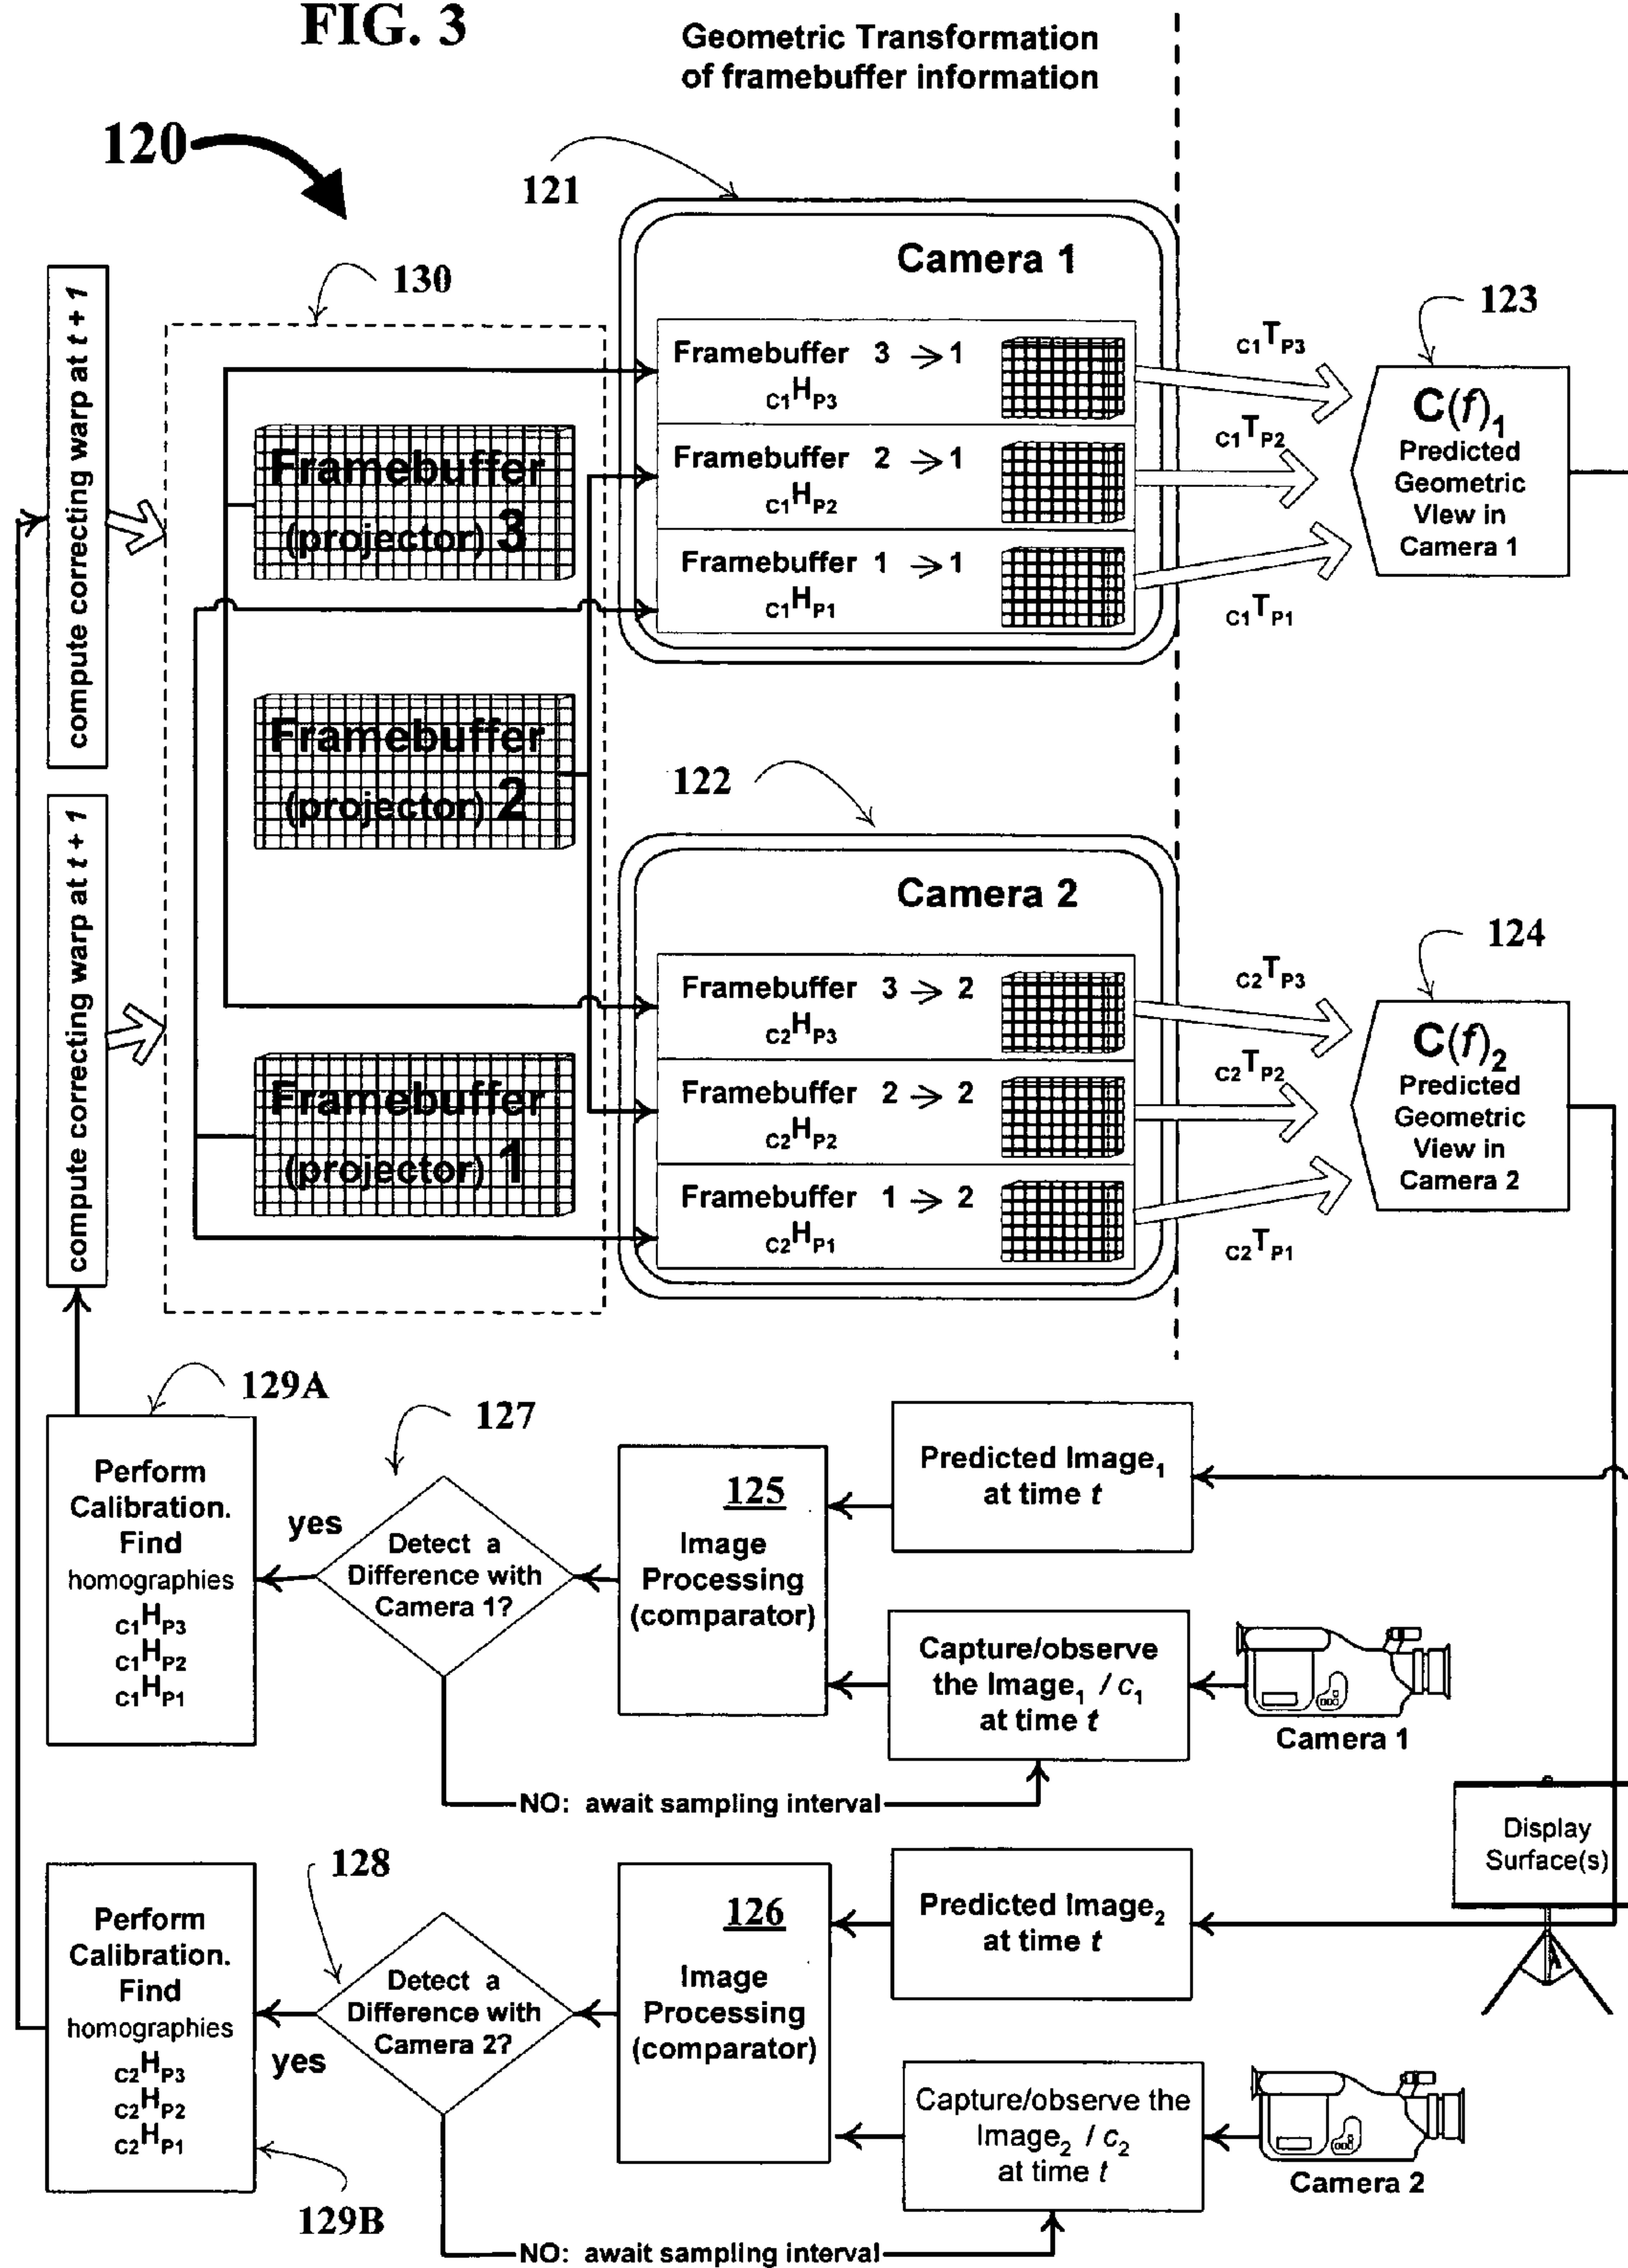 FIG. 3
Geometric Transformation
of framebuffer information
120
121
130
Camera 1
123
compute correcting warp at t + 1
Framebuffer 3 → 1
C1HP3
C1TP3
C(f)1
Predicted
Geometric
View in
Camera 1
Framebuffer
(projector) 3
Framebuffer 2 → 1
C1HP2
C1TP2
Framebuffer 1 → 1
C1HP1
C1TP1
Framebuffer
(projector) 2
122
compute correcting warp at t + 1
Camera 2
124
Framebuffer 3 → 2
C2HP3
C2TP3
C(f)2
Predicted
Geometric
View in
Camera 2
Framebuffer
(projector) 1
Framebuffer 2 → 2
C2HP2
C2TP2
Framebuffer 1 → 2
C2HP1
C2TP1
129A
127
Perform
Calibration.
Find
homographies
C1HP3
C1HP2
C1HP1
yes
Detect a
Difference with
Camera 1?
125
Image
Processing
(comparator)
Predicted Image1
at time t
Capture/observe
the Image1 / c1
at time t
Camera 1
NO: await sampling interval
Display
Surface(s)
128
Perform
Calibration.
Find
homographies
C2HP3
C2HP2
C2HP1
yes
Detect a
Difference with
Camera 2?
126
Image
Processing
(comparator)
Predicted Image2
at time t
Capture/observe the
Image2 / c2
at time t
Camera 2
129B
NO: await sampling interval